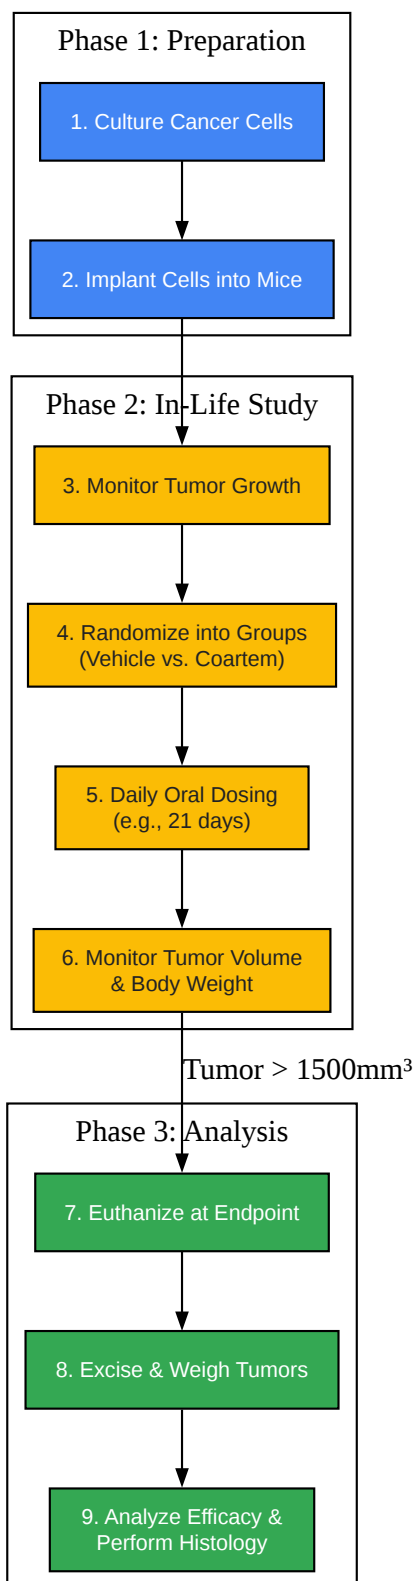 Phase 1: Preparation
1. Culture Cancer Cells
2. Implant Cells into Mice
Phase 2: In-Life Study
3. Monitor Tumor Growth
4. Randomize into Groups
(Vehicle vs. Coartem)
5. Daily Oral Dosing
(e.g., 21 days)
6. Monitor Tumor Volume
& Body Weight
Tumor > 1500mm³
Phase 3: Analysis
7. Euthanize at Endpoint
8. Excise & Weigh Tumors
9. Analyze Efficacy &
Perform Histology